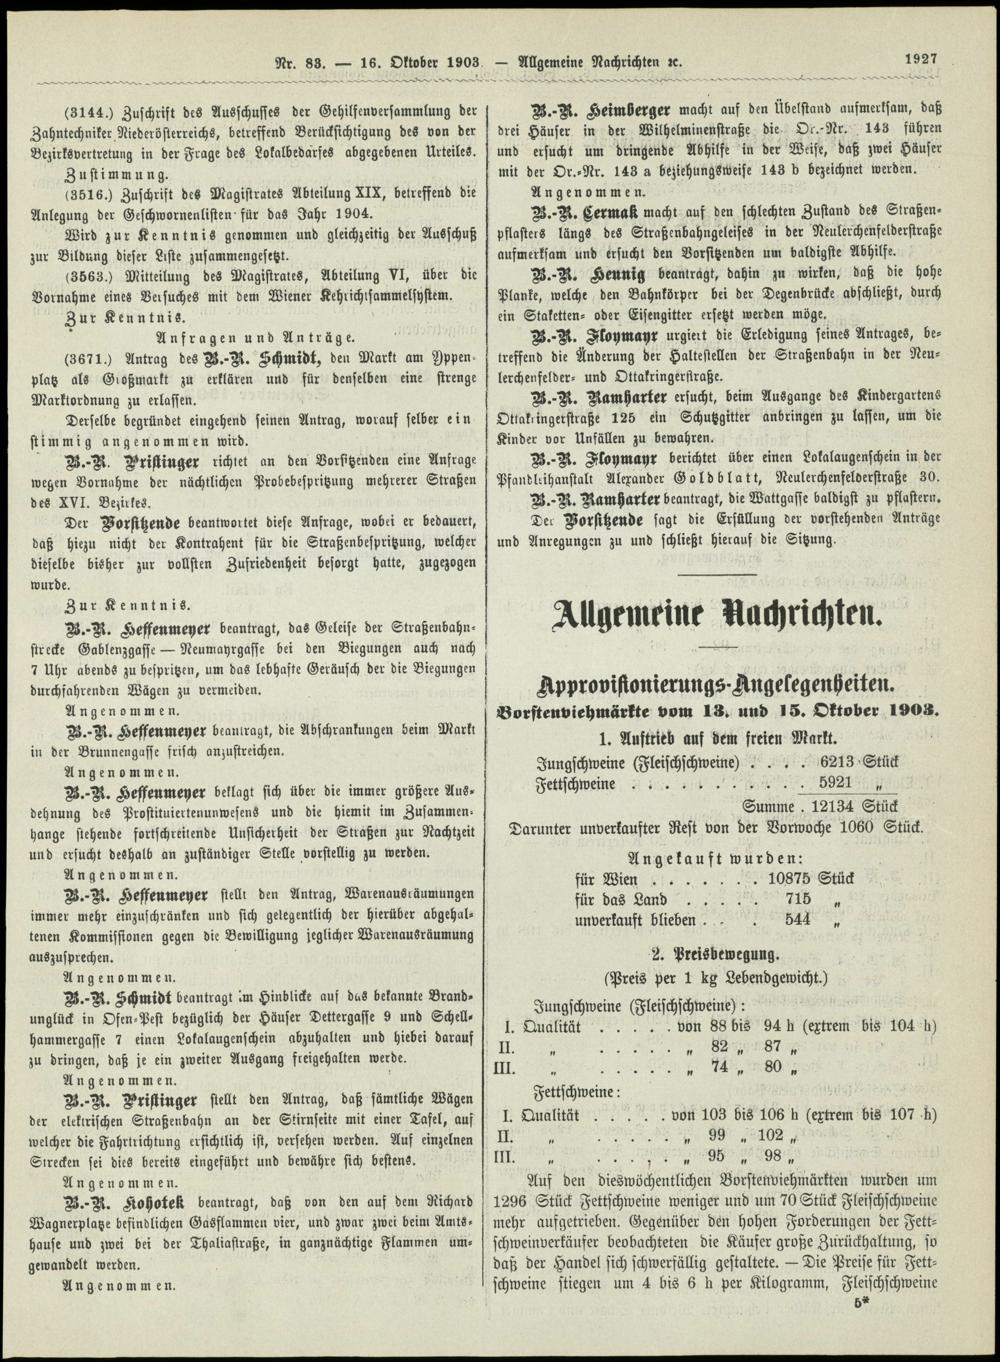 Nr. 83. — 16. Oktober 1903. — Allgemeine Nachrichten ꝛc.
1927
(3144.) Zuschrift des Ausschusses der Gehilfenversammlung der
Zahntechniker Niederösterreichs, betreffend Berücksichtigung des von der
Bezirksvertretung in der Frage des Lokalbedarfes abgegebenen Urteiles.
Zustimmung.
(3516.) Zuschrift des Magistrates Abteilung XIX, betreffend die
Anlegung der Geschwornenlisten für das Jahr 1904.
Wird zur Kenntnis genommen und gleichzeitig der Ausschuß
zur Bildung dieser Liste zusammengesetzt.
(3563.) Mitteilung des Magistrates, Abteilung VI, über die
Vornahme eines Versuches mit dem Wiener Kehrichtsammelsystem.
Zur Kenntnis.
Anfragen und Anträge.
(3671.) Antrag des B.-R. Schmidt, den Markt am Yppen-
platz als Großmarkt zu erklären und für denselben eine strenge
Marktordnung zu erlassen.
Derselbe begründet eingehend seinen Antrag, worauf selber ein
stimmig angenommen wird.
B.-R. Pristinger richtet an den Vorsitzenden eine Anfrage
wegen Vornahme der nächtlichen Probebespritzung mehrerer Straßen
des XVI. Bezirkes.
Der Vorsitzende beantwortet diese Anfrage, wobei er bedauert,
daß hiezu nicht der Kontrahent für die Straßenbespritzung, welcher
dieselbe bisher zur vollsten Zufriedenheit besorgt hatte, zugezogen
wurde.
Zur Kenntnis.
B.-R. Heffenmeyer beantragt, das Geleise der Straßenbahn-
strecke Gablenzgasse — Neumayrgasse bei den Biegungen auch nach
7 Uhr abends zu bespritzen, um das lebhafte Geräusch der die Biegungen
durchfahrenden Wägen zu vermeiden.
Angenommen.
B.-R. Heffenmeyer beantragt, die Abschrankungen beim Markt
in der Brunnengasse frisch anzustreichen.
Angenommen.
B.-R. Heffenmeyer beklagt sich über die immer größere Aus-
dehnung des Prostituiertenunwesens und die hiemit im Zusammen-
hange stehende fortschreitende Unsicherheit der Straßen zur Nachtzeit
und ersucht deshalb an zuständiger Stelle vorstellig zu werden.
Angenommen.
B.-R. Heffenmeyer stellt den Antrag, Warenausräumungen
immer mehr einzuschränken und sich gelegentlich der hierüber abgehal-
tenen Kommissionen gegen die Bewilligung jeglicher Warenausräumung
auszusprechen.
Angenommen.
B.-R. Schmidt beantragt im Hinblicke auf das bekannte Brand-
unglück in Ofen-Pest bezüglich der Häuser Dettergasse 9 und Schell-
hammergasse 7 einen Lokalaugenschein abzuhalten und hiebei darauf
zu dringen, daß je ein zweiter Ausgang freigehalten werde.
Angenommen.
B.-R. Pristinger stellt den Antrag, daß sämtliche Wägen
der elektrischen Straßenbahn an der Stirnseite mit einer Tafel, auf
welcher die Fahrtrichtung ersichtlich ist, versehen werden. Auf einzelnen
Strecken sei dies bereits eingeführt und bewähre sich bestens.
Angenommen.
B.-R. Kohotek beantragt, daß von den auf dem Richard
Wagnerplatze befindlichen Gasflammen vier, und zwar zwei beim Amts-
hause und zwei bei der Thaliastraße, in ganznächtige Flammen um-
gewandelt werden.
Angenommen.
B.-R. Heimberger macht auf den Übelstand aufmerksam, daß
drei Häuser in der Wilhelminenstraße die Or.-Nr. 143 führen
und ersucht um dringende Abhilfe in der Weise, daß zwei Häuser
mit der Or.-Nr. 143 a beziehungsweise 143 b bezeichnet werden.
Angenommen.
B.-R. Cermak macht auf den schlechten Zustand des Straßen-
pflasters längs des Straßenbahngeleises in der Neulerchenfelderstraße
aufmerksam und ersucht den Vorsitzenden um baldigste Abhilfe.
B.-R. Hennig beantragt, dahin zu wirken, daß die hohe
Planke, welche den Bahnkörper bei der Degenbrücke abschließt, durch
ein Staketten- oder Eisengitter ersetzt werden möge.
B.-R. Floymayr urgiert die Erledigung seines Antrages, be-
treffend die Änderung der Haltestellen der Straßenbahn in der Neu-
lerchenfelder- und Ottakringerstraße.
B.-R. Ramharter ersucht, beim Ausgange des Kindergartens
Ottakringerstraße 125 ein Schutzgitter anbringen zu lassen, um die
Kinder vor Unfällen zu bewahren.
B.-R. Floymayr berichtet über einen Lokalaugenschein in der
Pfandleihanstalt Alexander Goldblatt, Neulerchenfelderstraße 30.
B.-R. Ramharter beantragt, die Wattgasse baldigst zu pflastern.
Der Vorsitzende sagt die Erfüllung der vorstehenden Anträge
und Anregungen zu und schließt hierauf die Sitzung.
Allgemeine Nachrichten.
Approvisionierungs-Angelegenheiten.
Borstenviehmärkte vom 13. und 15. Oktober 1903.
1. Auftrieb auf dem freien Markt.
Jungschweine (Fleischschweine) . . . . 6213 Stück
Fettschweine . . . . . . . . . . . 5921 „
Summe . 12134 Stück
Darunter unverkaufter Rest von der Vorwoche 1060 Stück.
Angekauft wurden:
für Wien . . . . . . . 10875 Stück
für das Land . . . . . 715 „
unverkauft blieben . . . 544 „
2. Preisbewegung.
(Preis per 1 kg Lebendgewicht.)
Jungschweine (Fleischschweine):
I. Qualität . . . . . von 88 bis 94 h (extrem bis 104 h)
II. „ . . . . . „ 82 „ 87 „
III. „ . . . . . „ 74 „ 80 „
Fettschweine:
I. Qualität . . . . . von 103 bis 106 h (extrem bis 107 h)
II. „ . . . . . „ 99 „ 102 „
III. „ . . . . . „ 95 „ 98 „
Auf den dieswöchentlichen Borstenviehmärkten wurden um
1296 Stück Fettschweine weniger und um 70 Stück Fleischschweine
mehr aufgetrieben. Gegenüber den hohen Forderungen der Fett-
schweinverkäufer beobachteten die Käufer große Zurückhaltung, so
daß der Handel sich schwerfällig gestaltete. — Die Preise für Fett-
schweine stiegen um 4 bis 6 h per Kilogramm, Fleischschweine
5*